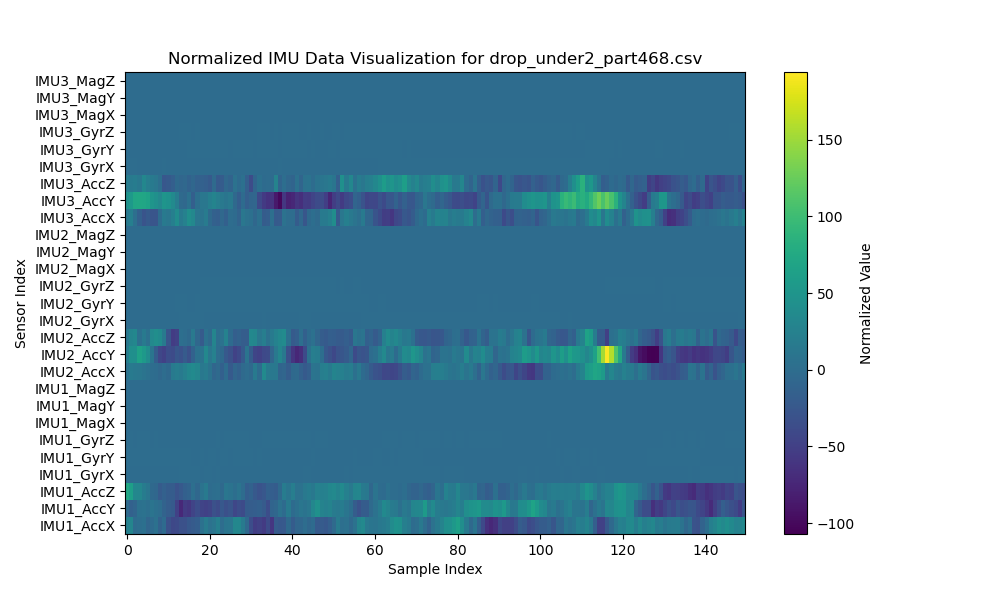 Normalized IMU Data Visualization for drop_under2_part468.csv
IMU3_MagZ
IMU3_MagY
IMU3_MagX
IMU3_GyrZ
IMU3_GyrY
IMU3_GyrX
IMU3_AccZ
IMU3_AccY
IMU3_AccX
IMU2_MagZ
IMU2_MagY
IMU2_MagX
IMU2_GyrZ
IMU2_GyrY
IMU2_GyrX
IMU2_AccZ
IMU2_AccY
IMU2_AccX
IMU1_MagZ
IMU1_MagY
IMU1_MagX
IMU1_GyrZ
IMU1_GyrY
IMU1_GyrX
IMU1_AccZ
IMU1_AccY
IMU1_AccX
Sensor Index
0 20 40 60 80 100 120 140
Sample Index
150
100
50
0
−50
−100
Normalized Value